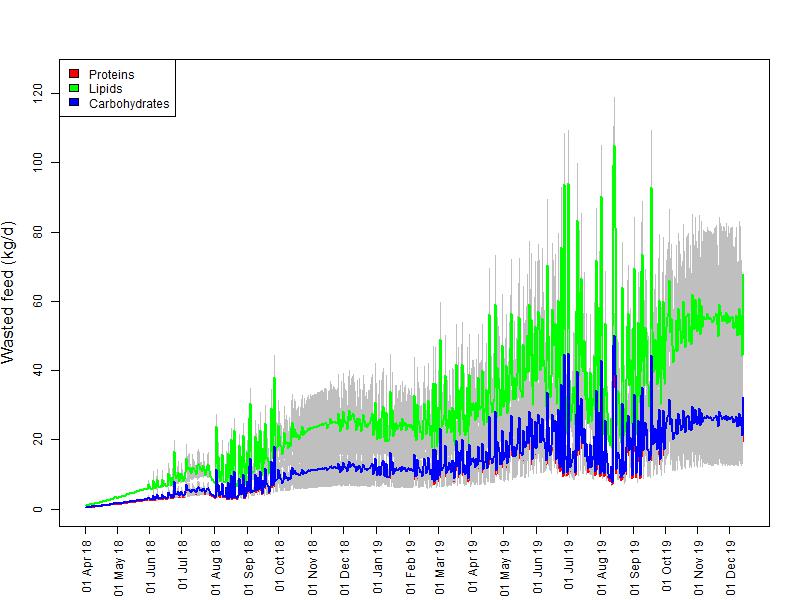 Proteins
Lipids
Carbohydrates
Wasted feed (kg/d)
120
100
80
60
40
20
0
01 Apr 18
01 May 18
01 Jun 18
01 Jul 18
01 Aug 18
01 Sep 18
01 Oct 18
01 Nov 18
01 Dec 18
01 Jan 19
01 Feb 19
01 Mar 19
01 Apr 19
01 May 19
01 Jun 19
01 Jul 19
01 Aug 19
01 Sep 19
01 Oct 19
01 Nov 19
01 Dec 19